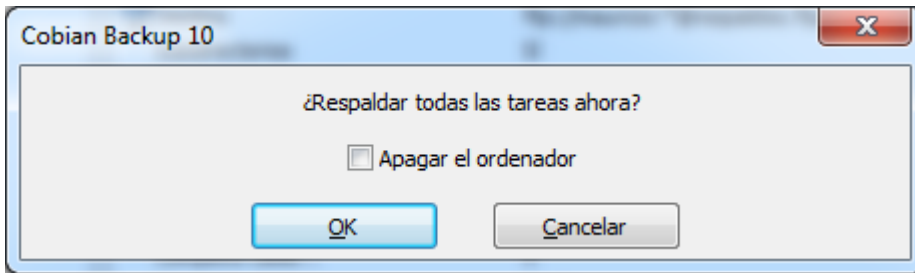 Cobian Backup 10
¿Respaldar todas las tareas ahora?
Apagar el ordenador
OK
Cancelar